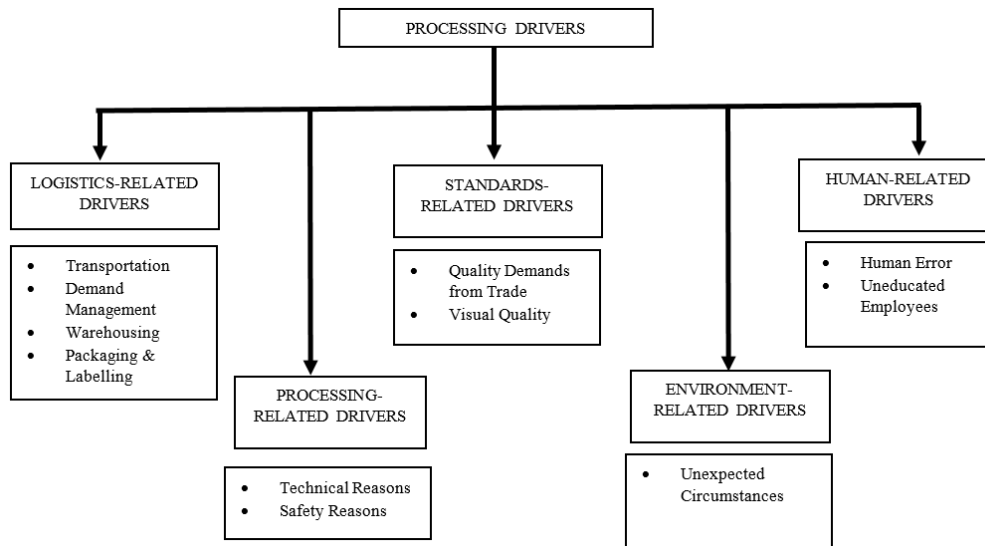 PROCESSING DRIVERS
LOGISTICS-RELATED
DRIVERS
• Transportation
• Demand
Management
• Warehousing
• Packaging &
Labelling
PROCESSING-
RELATED DRIVERS
• Technical Reasons
• Safety Reasons
STANDARDS-
RELATED DRIVERS
• Quality Demands
from Trade
• Visual Quality
ENVIRONMENT-
RELATED DRIVERS
• Unexpected
Circumstances
HUMAN-RELATED
DRIVERS
• Human Error
• Uneducated
Employees